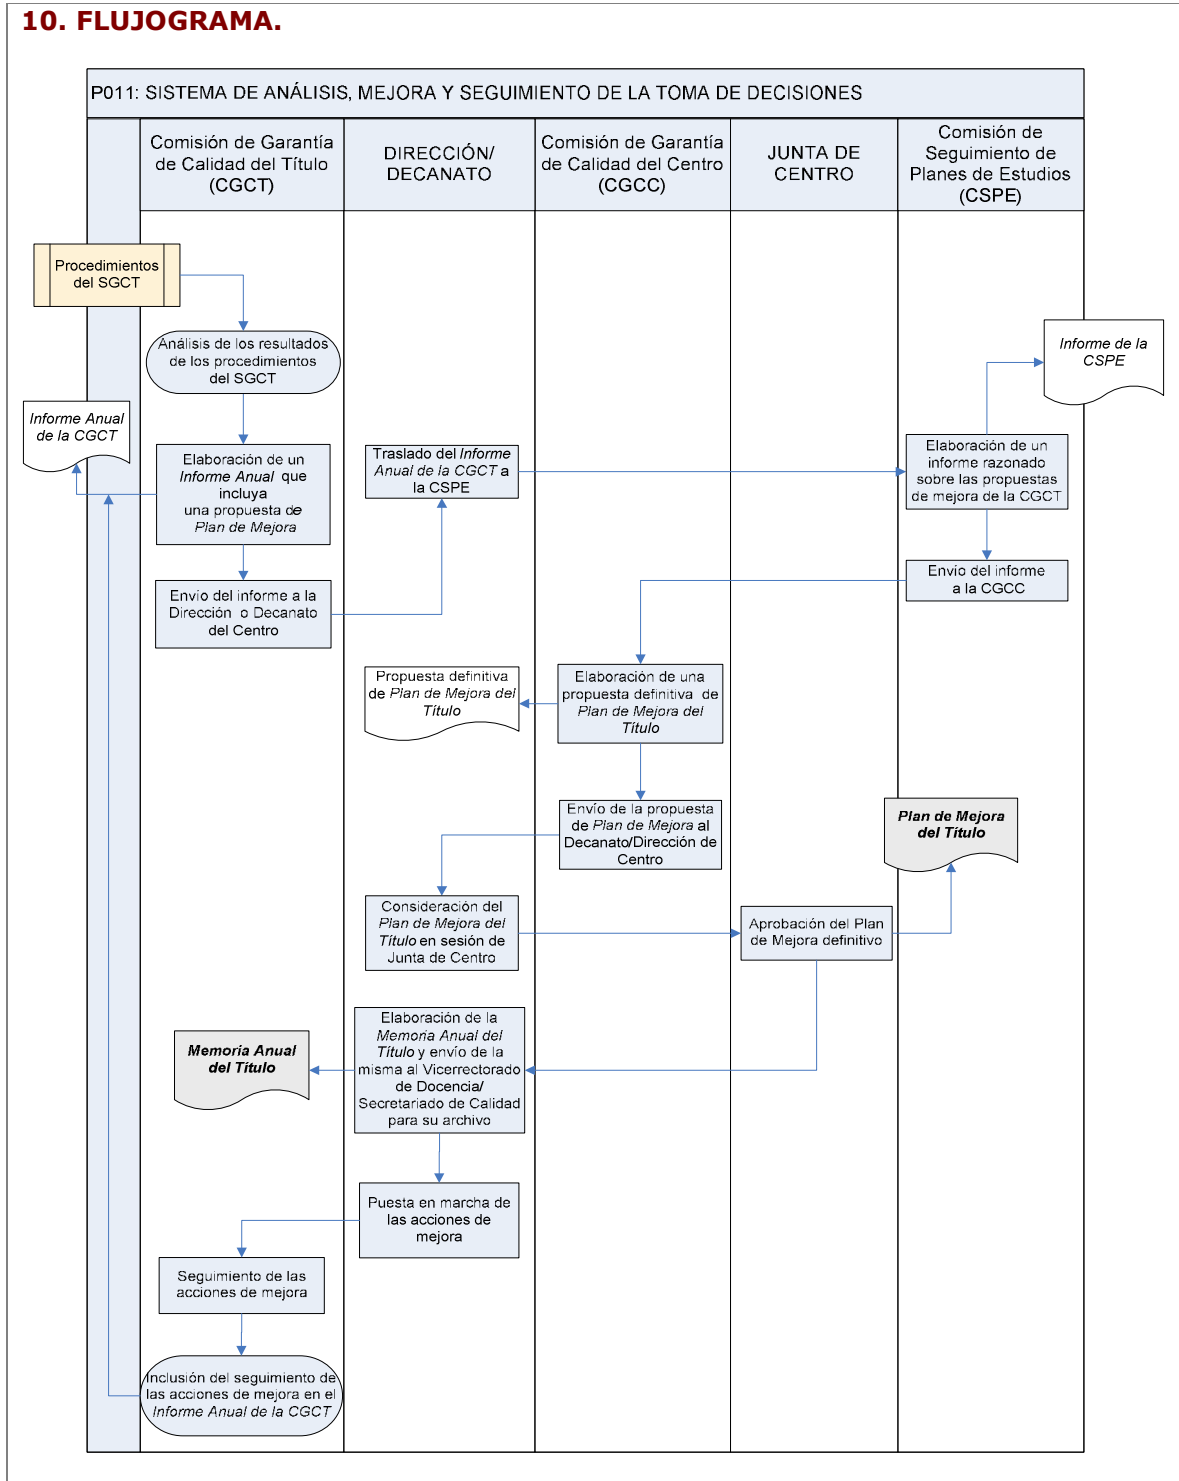 10. FLUJOGRAMA.
P011: SISTEMA DE ANÁLISIS, MEJORA Y SEGUIMIENTO DE LA TOMA DE DECISIONES
Comisión de Garantía
de Calidad del Título
(CGCT)
DIRECCIÓN/
DECANATO
Comisión de Garantía
de Calidad del Centro
(CGCC)
JUNTA DE
CENTRO
Comisión de
Seguimiento de
Planes de Estudios
(CSPE)
Procedimientos
del SGCT
Análisis de los resultados
de los procedimientos
del SGCT
Informe de la
CSPE
Informe Anual
de la CGCT
Elaboración de un
Informe Anual que
incluya
una propuesta de
Plan de Mejora
Traslado del Informe
Anual de la CGCT a
la CSPE
Elaboración de un
informe razonado
sobre las propuestas
de mejora de la CGCT
Envio del informe a la
Dirección o Decanato
del Centro
Envio del informe
a la CGCC
Propuesta definitiva
de Plan de Mejora del
Título
Elaboración de una
propuesta definitiva de
Plan de Mejora del
Título
Envío de la propuesta
de Plan de Mejora al
Decanato/Dirección de
Centro
Plan de Mejora
del Título
Consideración del
Plan de Mejora del
Título en sesión de
Junta de Centro
Aprobación del Plan
de Mejora definitivo
Memoria Anual
del Título
Elaboración de la
Memoria Anual del
Título y envío de la
misma al Vicerrectorado
de Docencia/
Secretariado de Calidad
para su archivo
Puesta en marcha de
las acciones de
mejora
Seguimiento de las
acciones de mejora
Inclusión del seguimiento de
las acciones de mejora en el
Informe Anual de la CGCT